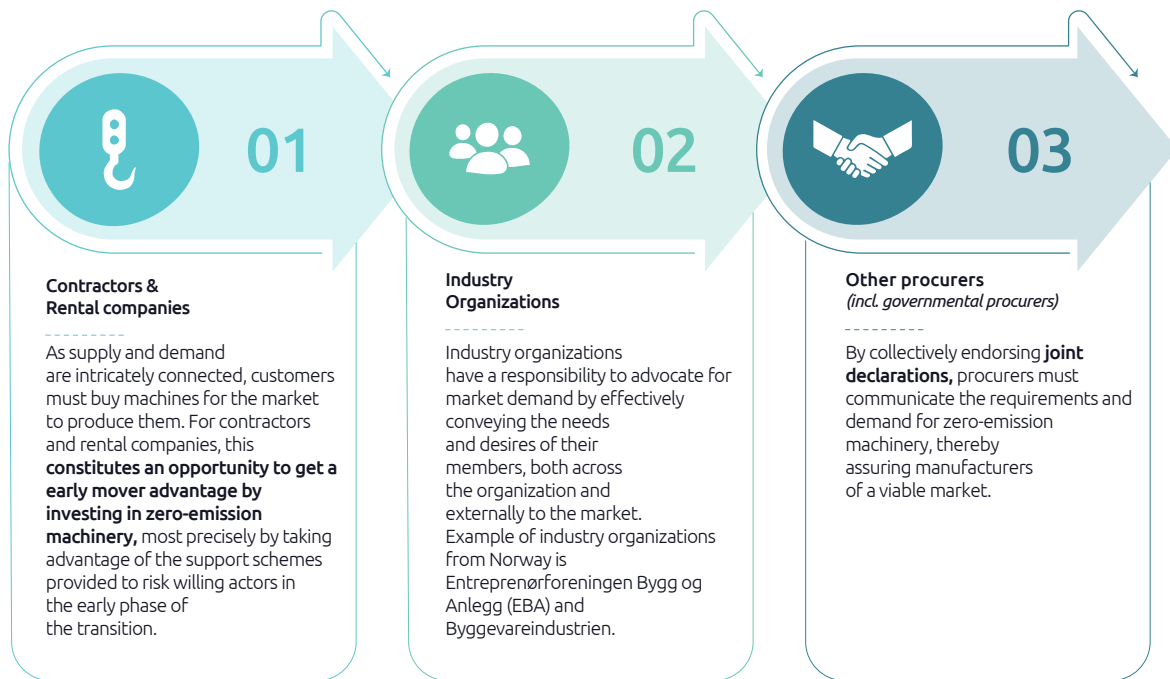 01
Contractors &
Rental companies
As supply and demand
are intricately connected, customers
must buy machines for the market
to produce them. For contractors
and rental companies, this
constitutes an opportunity to get a
early mover advantage by
investing in zero-emission
machinery, most precisely by taking
advantage of the support schemes
provided to risk willing actors in
the early phase of
the transition.
02
Industry
Organizations
Industry organizations
have a responsibility to advocate for
market demand by effectively
conveying the needs
and desires of their
members, both across
the organization and
externally to the market.
Example of industry organizations
from Norway is
Entreprenørforeningen Bygg og
Anlegg (EBA) and
Byggevareindustrien.
03
Other procurers
(incl. governmental procurers)
By collectively endorsing joint
declarations, procurers must
communicate the requirements and
demand for zero-emission
machinery, thereby
assuring manufacturers
of a viable market.